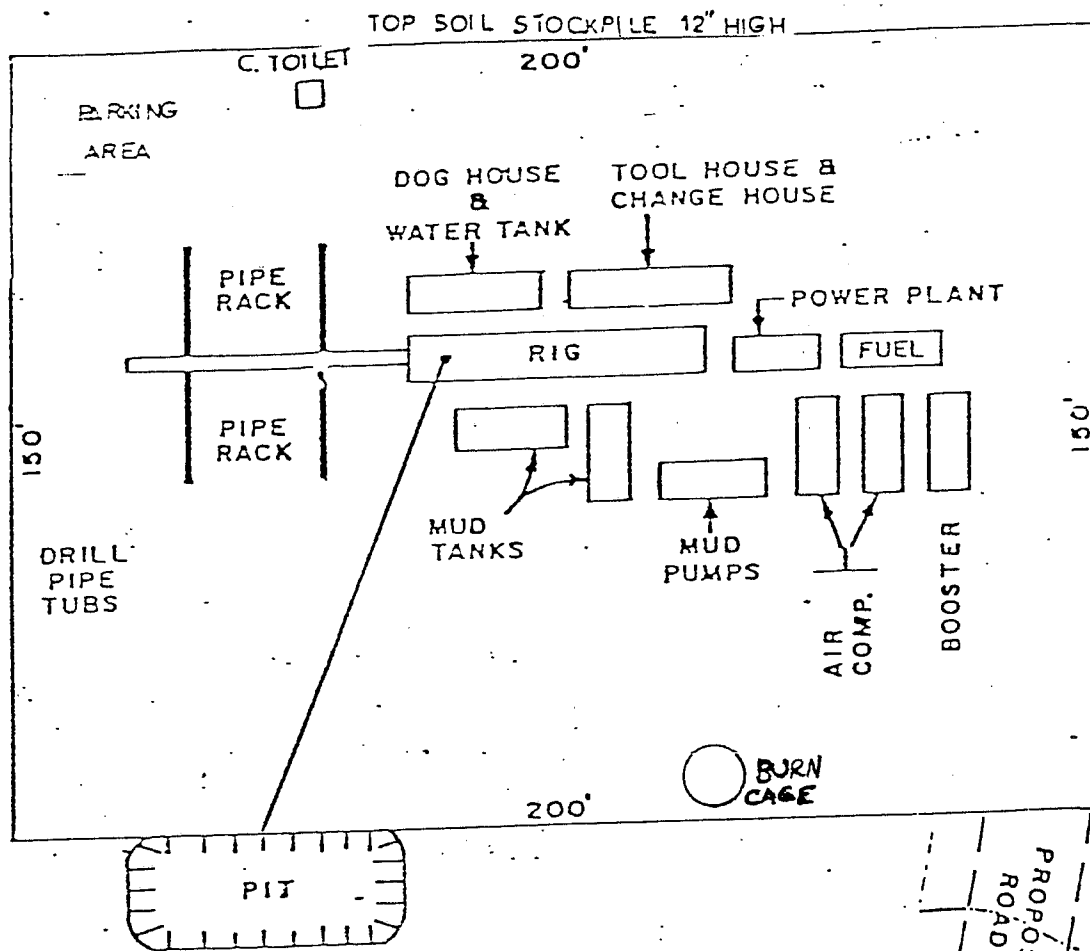 TOP SOIL STOCKPILE 12" HIGH
200'
C. TOILET
PARKING
AREA
DOG HOUSE
&
WATER TANK
TOOL HOUSE &
CHANGE HOUSE
PIPE
RACK
POWER PLANT
RIG
FUEL
PIPE
RACK
150'
150'
MUD
TANKS
MUD
PUMPS
DRILL
PIPE
TUBS
AIR
COMP.
BOOSTER
BURN
CAGE
200'
PIT
PROPO
ROAD